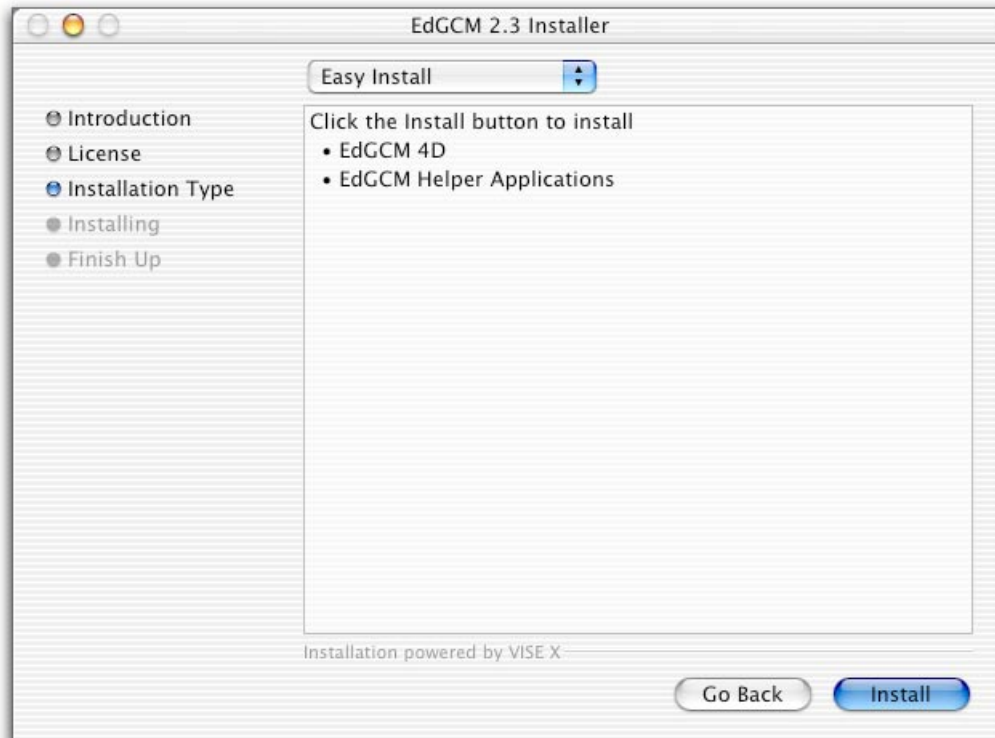 EdGCM 2.3 Installer
Easy Install
Introduction
License
Installation Type
Installing
Finish Up
Click the Install button to install
• EdGCM 4D
• EdGCM Helper Applications
Installation powered by VISE X
Go Back
Install